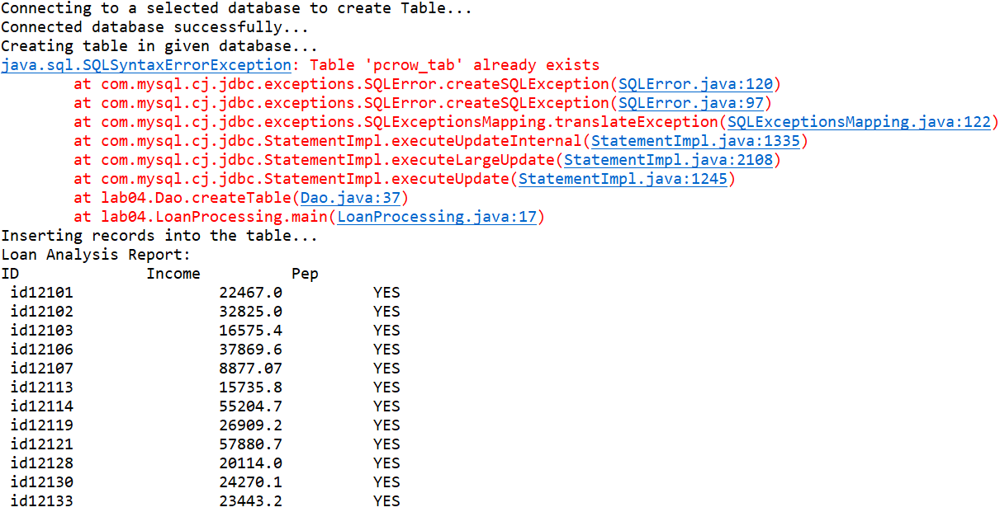 Connecting to a selected database to create Table...
Connected database successfully...
Creating table in given database...
java.sql.SQLSyntaxErrorException: Table 'pcrow_tab' already exists
at com.mysql.cj.jdbc.exceptions.SQLError.createSQLException(SQLError.java:120)
at com.mysql.cj.jdbc.exceptions.SQLError.createSQLException(SQLError.java:97)
at com.mysql.cj.jdbc.exceptions.SQLExceptionsMapping.translateException(SQLExceptionsMapping.java:122)
at com.mysql.cj.jdbc.StatementImpl.executeUpdateInternal(StatementImpl.java:1335)
at com.mysql.cj.jdbc.StatementImpl.executeLargeUpdate(StatementImpl.java:2108)
at com.mysql.cj.jdbc.StatementImpl.executeUpdate(StatementImpl.java:1245)
at lab04.Dao.createTable(Dao.java:37)
at lab04.LoanProcessing.main(LoanProcessing.java:17)
Inserting records into the table...
Loan Analysis Report:
ID Income Pep
id12101 22467.0 YES
id12102 32825.0 YES
id12103 16575.4 YES
id12106 37869.6 YES
id12107 8877.07 YES
id12113 15735.8 YES
id12114 55204.7 YES
id12119 26909.2 YES
id12121 57880.7 YES
id12128 20114.0 YES
id12130 24270.1 YES
id12133 23443.2 YES